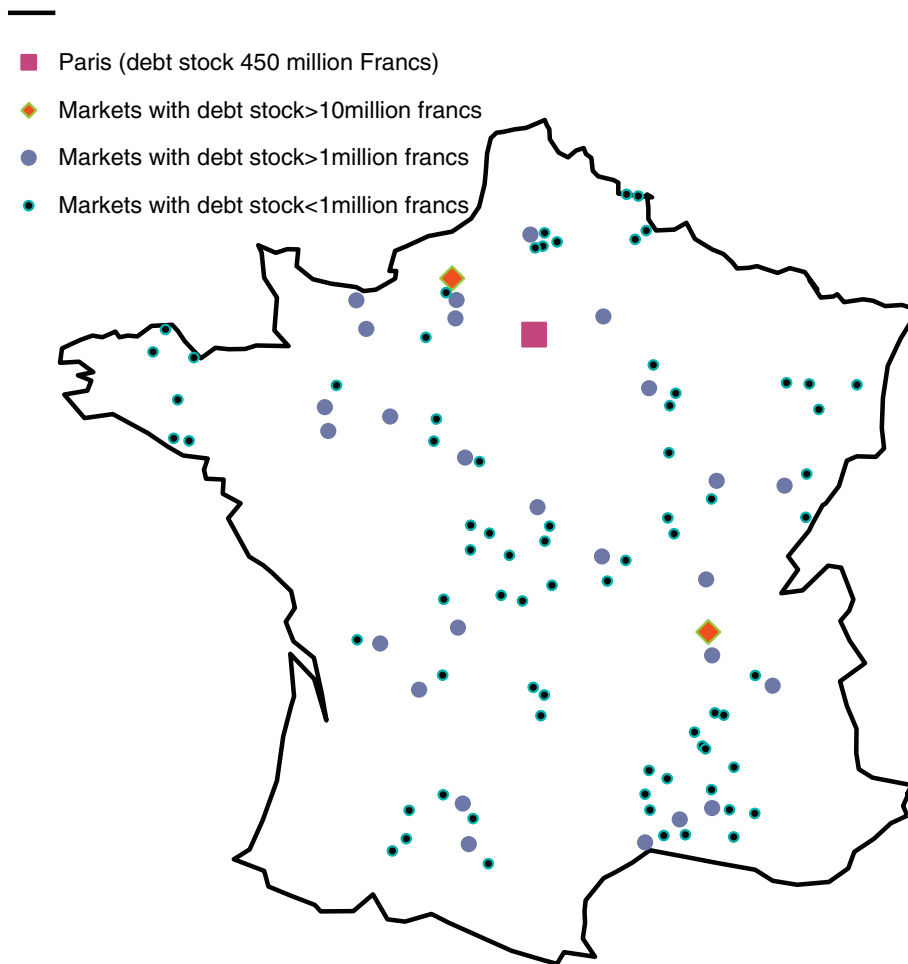 Paris (debt stock 450 million Francs)
Markets with debt stock>10million francs
Markets with debt stock>1million francs
Markets with debt stock<1million francs